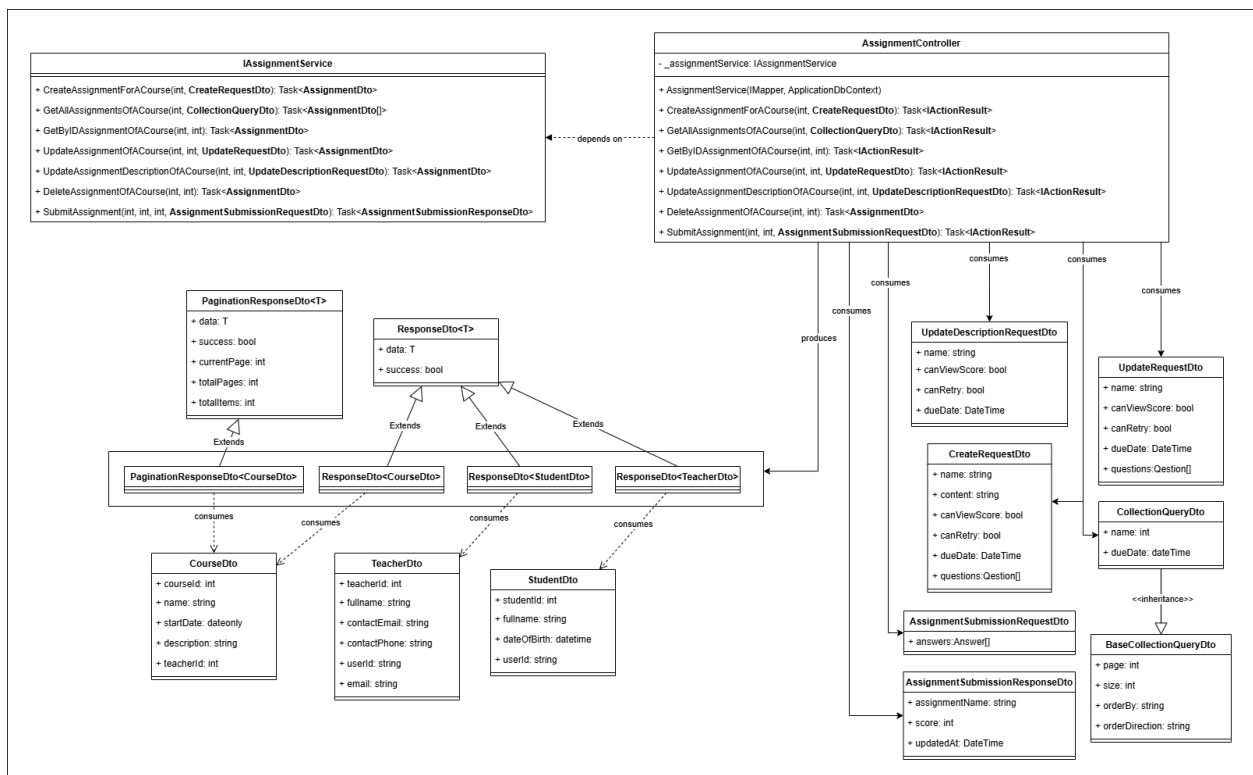 IAssignmentService
+ CreateAssignmentForACourse(int, CreateRequestDto): Task<AssignmentDto>
+ GetAllAssignmentsOfACourse(int, CollectionQueryDto): Task<AssignmentDto[]>
+ GetByIDAssignmentOfACourse(int, int): Task<AssignmentDto>
+ UpdateAssignmentOfACourse(int, int, UpdateRequestDto): Task<AssignmentDto>
+ UpdateAssignmentDescriptionOfACourse(int, int, UpdateDescriptionRequestDto): Task<AssignmentDto>
+ DeleteAssignmentOfACourse(int, int): Task<AssignmentDto>
+ SubmitAssignment(int, int, int, AssignmentSubmissionRequestDto): Task<AssignmentSubmissionResponseDto>
depends on
AssignmentController
- _assignmentService: IAssignmentService
+ AssignmentService(IMapper, ApplicationDbContext)
+ CreateAssignmentForACourse(int, CreateRequestDto): Task<IActionResult>
+ GetAllAssignmentsOfACourse(int, CollectionQueryDto): Task<IActionResult>
+ GetByIDAssignmentOfACourse(int, int): Task<IActionResult>
+ UpdateAssignmentOfACourse(int, int, UpdateRequestDto): Task<IActionResult>
+ UpdateAssignmentDescriptionOfACourse(int, int, UpdateDescriptionRequestDto): Task<IActionResult>
+ DeleteAssignmentOfACourse(int, int): Task<AssignmentDto>
+ SubmitAssignment(int, int, AssignmentSubmissionRequestDto): Task<IActionResult>
produces
consumes
consumes
consumes
consumes
consumes
PaginationResponseDto<T>
+ data: T
+ success: bool
+ currentPage: int
+ totalPages: int
+ totalItems: int
ResponseDto<T>
+ data: T
+ success: bool
Extends
Extends
Extends
Extends
PaginationResponseDto<CourseDto>
ResponseDto<CourseDto>
ResponseDto<StudentDto>
ResponseDto<TeacherDto>
consumes
consumes
consumes
consumes
CourseDto
+ courseId: int
+ name: string
+ startDate: dateonly
+ description: string
+ teacherId: int
TeacherDto
+ teacherId: int
+ fullname: string
+ contactEmail: string
+ contactPhone: string
+ userId: string
+ email: string
StudentDto
+ studentId: int
+ fullname: string
+ dateOfBirth: datetime
+ userId: string
UpdateDescriptionRequestDto
+ name: string
+ canViewScore: bool
+ canRetry: bool
+ dueDate: DateTime
UpdateRequestDto
+ name: string
+ canViewScore: bool
+ canRetry: bool
+ dueDate: DateTime
+ questions:Qestion[]
CreateRequestDto
+ name: string
+ content: string
+ canViewScore: bool
+ canRetry: bool
+ dueDate: DateTime
+ questions:Qestion[]
CollectionQueryDto
+ name: int
+ dueDate: dateTime
<<inheritance>>
BaseCollectionQueryDto
+ page: int
+ size: int
+ orderBy: string
+ orderDirection: string
AssignmentSubmissionRequestDto
+ answers:Answer[]
AssignmentSubmissionResponseDto
+ assignmentName: string
+ score: int
+ updatedAt: DateTime